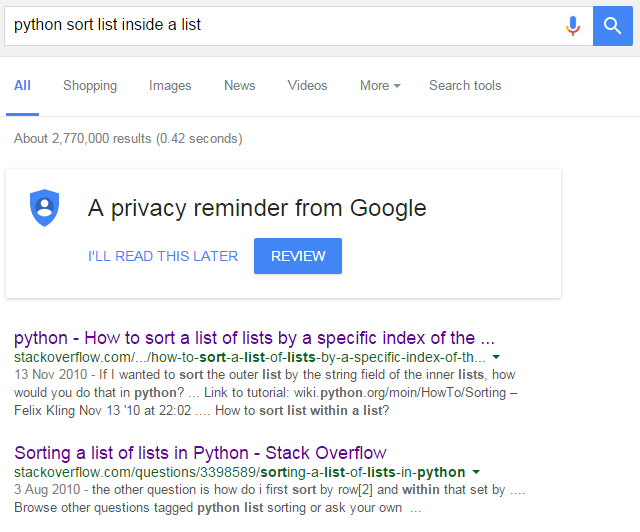 python sort list inside a list
All Shopping Images News Videos More Search tools
About 2,770,000 results (0.42 seconds)
A privacy reminder from Google
I'LL READ THIS LATER REVIEW
python - How to sort a list of lists by a specific index of the ...
stackoverflow.com/.../how-to-sort-a-list-of-lists-by-a-specific-index-of-th...
13 Nov 2010 - If I wanted to sort the outer list by the string field of the inner lists, how
would you do that in python? ... Link to tutorial: wiki.python.org/moin/HowTo/Sorting –
Felix Kling Nov 13 '10 at 22:02 .... How to sort list within a list?
Sorting a list of lists in Python - Stack Overflow
stackoverflow.com/questions/3398589/sorting-a-list-of-lists-in-python
3 Aug 2010 - the other question is how do i first sort by row[2] and within that set by ....
Browse other questions tagged python list sorting or ask your own ...